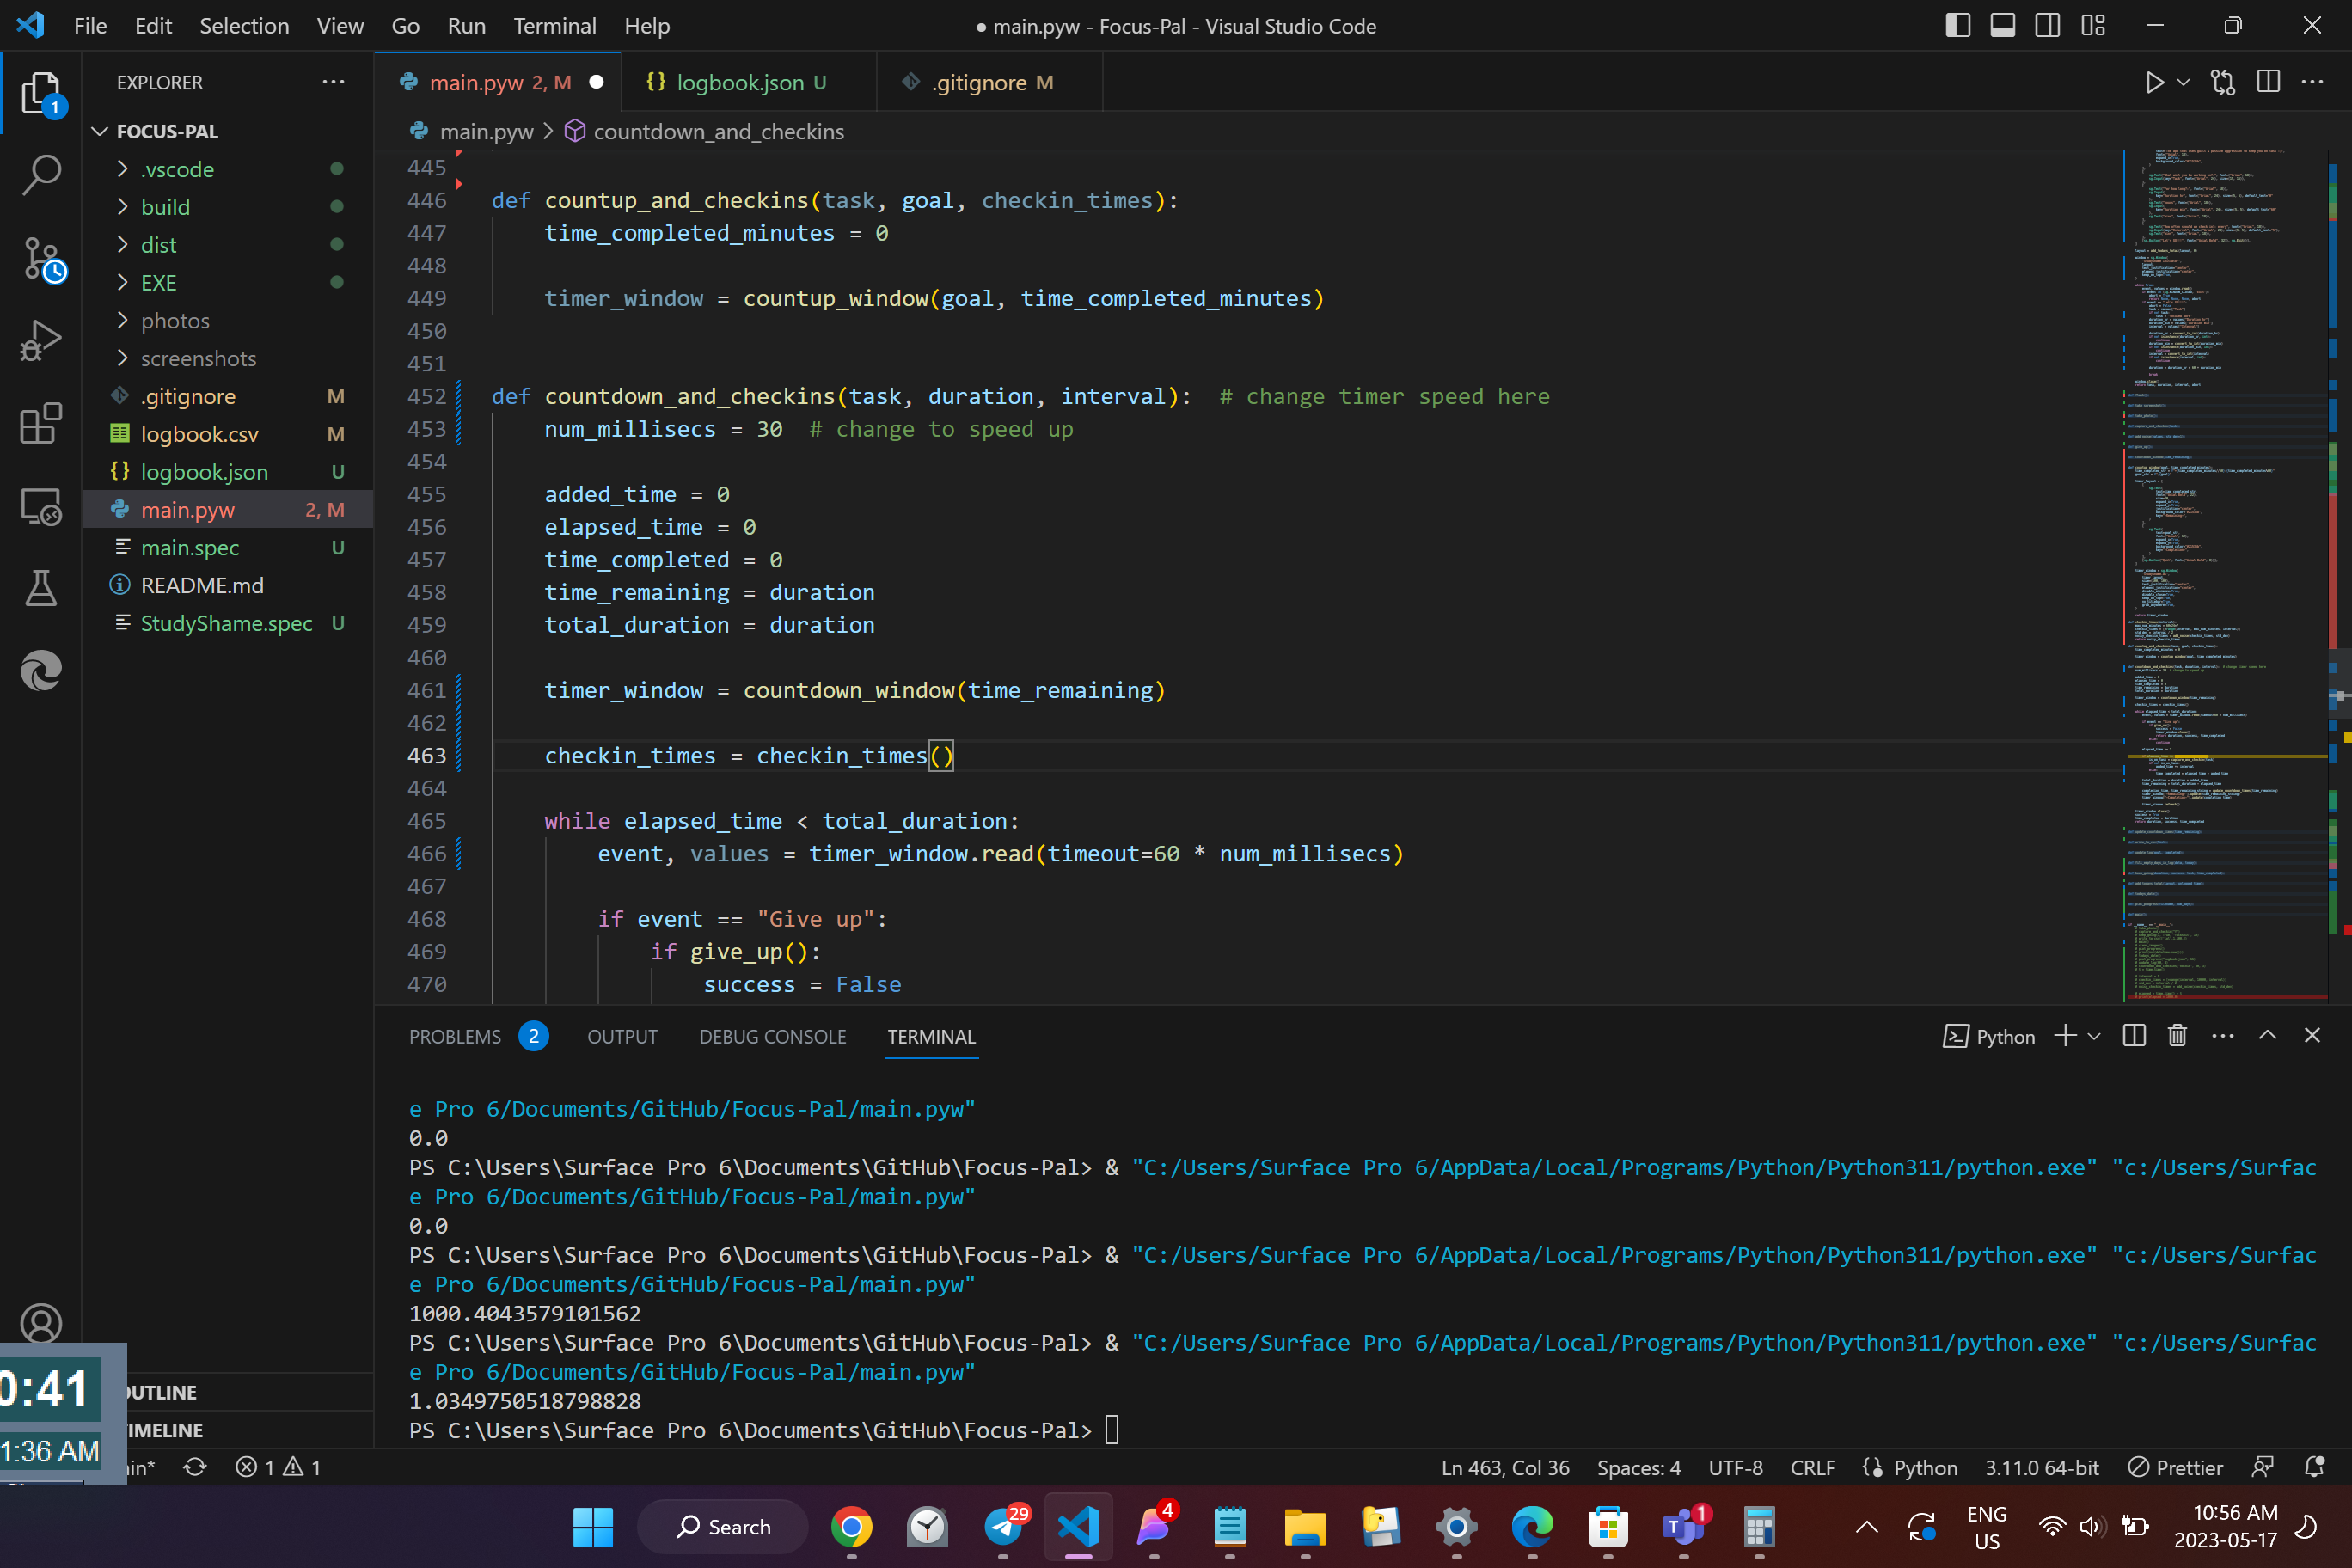 File Edit Selection View Go Run Terminal Help
● main.pyw - Focus-Pal - Visual Studio Code
EXPLORER ···
main.pyw 2, M
{} logbook.json U
.gitignore M
1
FOCUS-PAL
.vscode
build
dist
EXE
photos
screenshots
.gitignore M
logbook.csv M
{} logbook.json U
main.pyw 2, M
main.spec U
README.md
StudyShame.spec U
main.pyw > countdown_and_checkins
445
446 def countup_and_checkins(task, goal, checkin_times):
447 time_completed_minutes = 0
448
449 timer_window = countup_window(goal, time_completed_minutes)
450
451
452 def countdown_and_checkins(task, duration, interval): # change timer speed here
453 num_millisecs = 30 # change to speed up
454
455 added_time = 0
456 elapsed_time = 0
457 time_completed = 0
458 time_remaining = duration
459 total_duration = duration
460
461 timer_window = countdown_window(time_remaining)
462
463 checkin_times = checkin_times()
464
465 while elapsed_time < total_duration:
466 event, values = timer_window.read(timeout=60 * num_millisecs)
467
468 if event == "Give up":
469 if give_up():
470 success = False
PROBLEMS 2 OUTPUT DEBUG CONSOLE TERMINAL
Python
e Pro 6/Documents/GitHub/Focus-Pal/main.pyw"
0.0
PS C:\Users\Surface Pro 6\Documents\GitHub\Focus-Pal> & "C:/Users/Surface Pro 6/AppData/Local/Programs/Python/Python311/python.exe" "c:/Users/Surfac
e Pro 6/Documents/GitHub/Focus-Pal/main.pyw"
0.0
PS C:\Users\Surface Pro 6\Documents\GitHub\Focus-Pal> & "C:/Users/Surface Pro 6/AppData/Local/Programs/Python/Python311/python.exe" "c:/Users/Surfac
e Pro 6/Documents/GitHub/Focus-Pal/main.pyw"
1000.4043579101562
PS C:\Users\Surface Pro 6\Documents\GitHub\Focus-Pal> & "C:/Users/Surface Pro 6/AppData/Local/Programs/Python/Python311/python.exe" "c:/Users/Surfac
e Pro 6/Documents/GitHub/Focus-Pal/main.pyw"
1.0349750518798828
PS C:\Users\Surface Pro 6\Documents\GitHub\Focus-Pal>
0:41
1:36 AM
OUTLINE
TIMELINE
in* 1 1
Ln 463, Col 36 Spaces: 4 UTF-8 CRLF {} Python 3.11.0 64-bit Prettier
Search
29
4
1
ENG
US
10:56 AM
2023-05-17